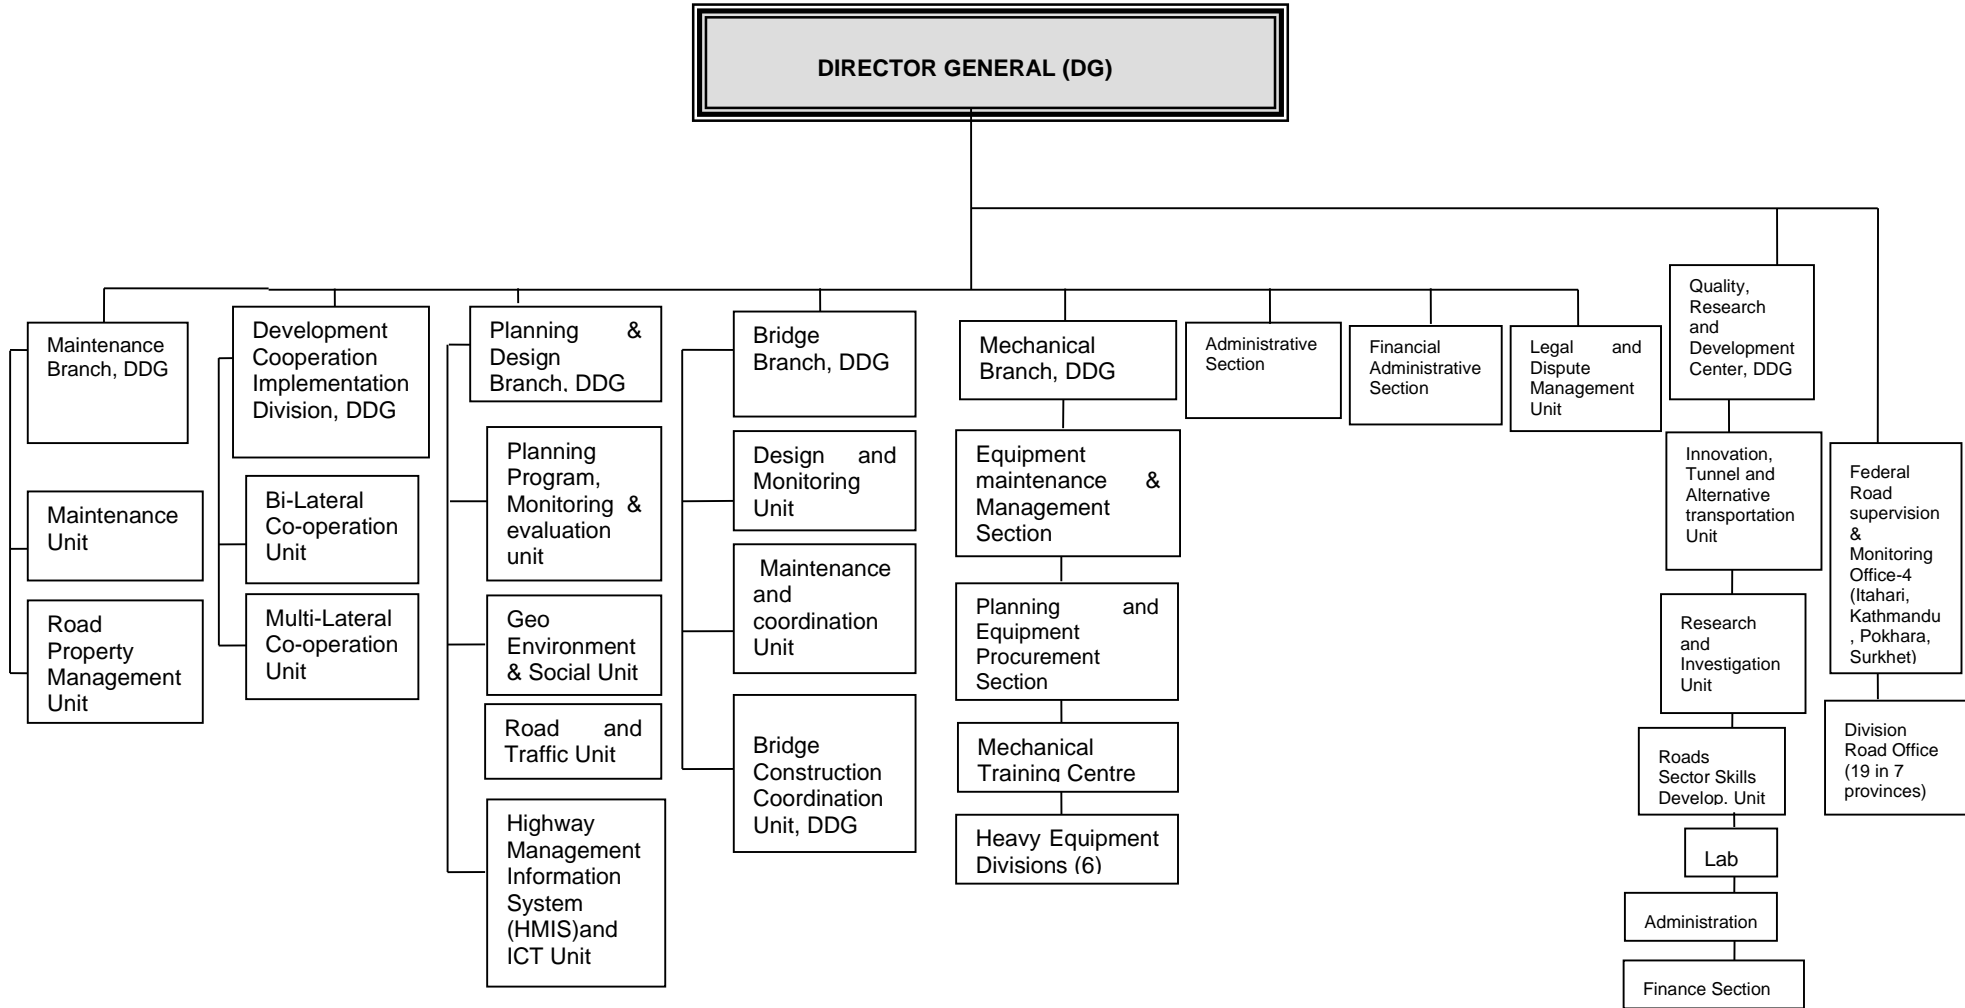 DIRECTOR GENERAL (DG)
Maintenance
Branch, DDG
Maintenance
Unit
Road
Property
Management
Unit
Development
Cooperation
Implementation
Division, DDG
Bi-Lateral
Co-operation
Unit
Multi-Lateral
Co-operation
Unit
Planning &
Design
Branch, DDG
Planning
Program,
Monitoring &
evaluation
unit
Geo
Environment
& Social Unit
Road and
Traffic Unit
Highway
Management
Information
System
(HMIS)and
ICT Unit
Bridge
Branch, DDG
Design and
Monitoring
Unit
Maintenance
and
coordination
Unit
Bridge
Construction
Coordination
Unit, DDG
Mechanical
Branch, DDG
Equipment
maintenance &
Management
Section
Planning and
Equipment
Procurement
Section
Mechanical
Training Centre
Heavy Equipment
Divisions (6)
Administrative
Section
Financial
Administrative
Section
Legal and
Dispute
Management
Unit
Quality,
Research
and
Development
Center, DDG
Innovation,
Tunnel and
Alternative
transportation
Unit
Research
and
Investigation
Unit
Roads
Sector Skills
Develop. Unit
Lab
Administration
Finance Section
Federal
Road
supervision
&
Monitoring
Office-4
(Itahari,
Kathmandu
, Pokhara,
Surkhet)
Division
Road Office
(19 in 7
provinces)